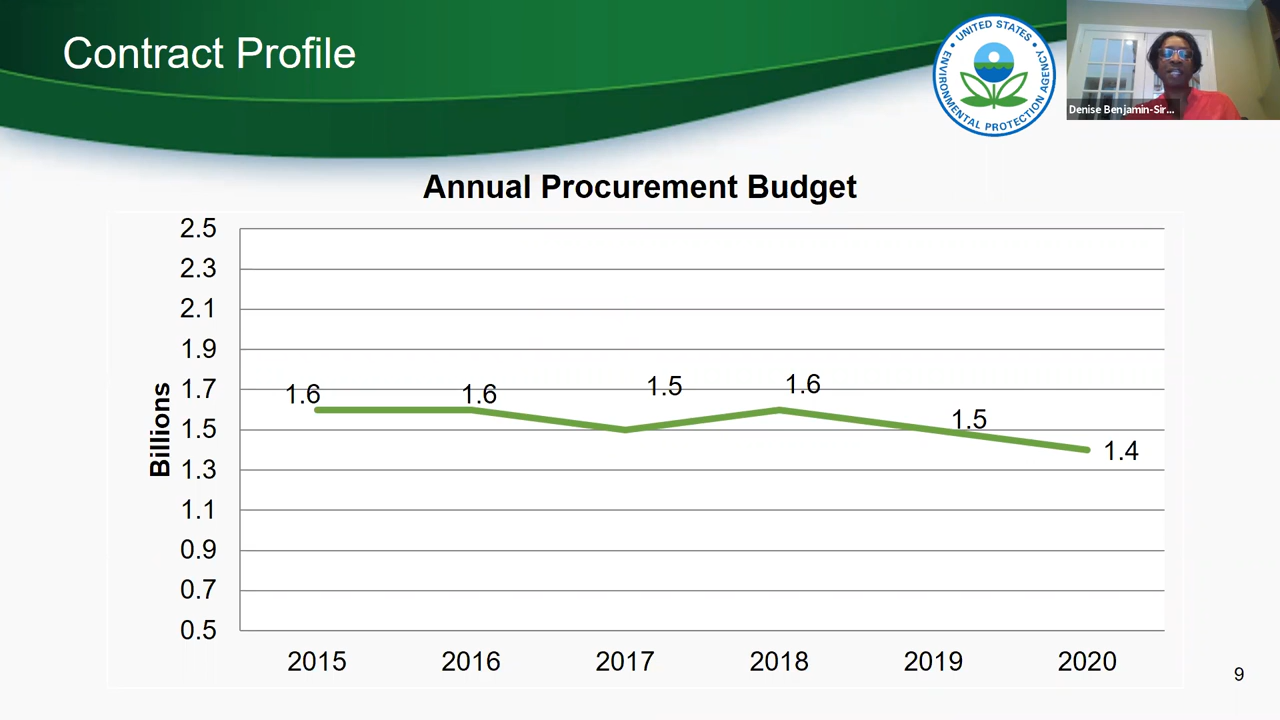 Contract Profile
UNITED STATES
ENVIRONMENTAL PROTECTION AGENCY
Denise Benjamin-Sir...
Annual Procurement Budget
Billions
2.5
2.3
2.1
1.9
1.7
1.5
1.3
1.1
0.9
0.7
0.5
1.6
1.6
1.5
1.6
1.5
1.4
2015 2016 2017 2018 2019 2020
9